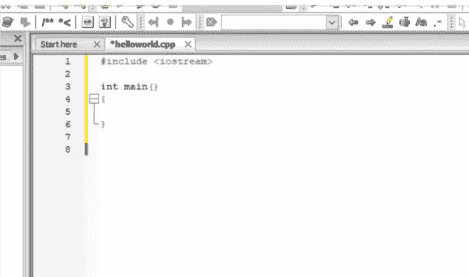 Start here *helloworld.cpp
1 #include <iostream>
2
3 int main()
4 {
5
6 }
7
8